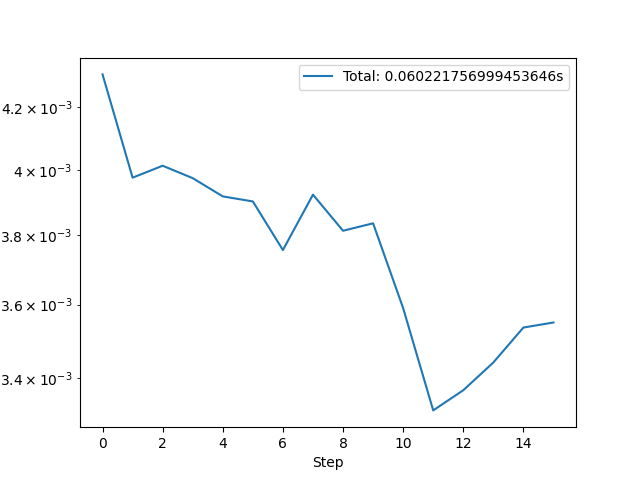 Total: 0.060221756999453646s
4.2 × 10⁻³
4 × 10⁻³
3.8 × 10⁻³
3.6 × 10⁻³
3.4 × 10⁻³
0 2 4 6 8 10 12 14
Step